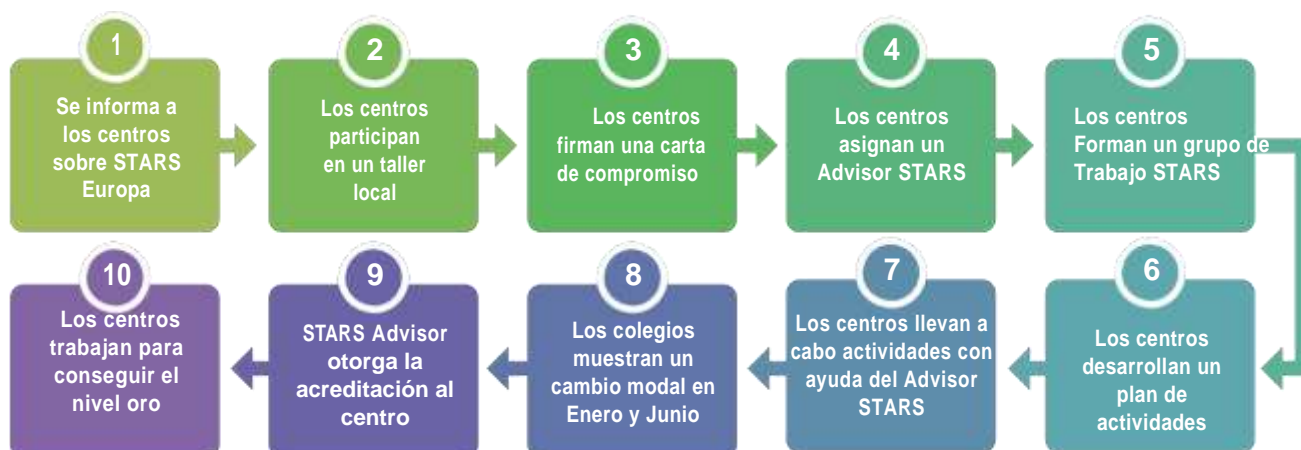 1
Se informa a
los centros
sobre STARS
Europa
2
Los centros
participan
en un taller
local
3
Los centros
firman una carta
de compromiso
4
Los centros
asignan un
Advisor STARS
5
Los centros
Forman un grupo de
Trabajo STARS
6
Los centros
desarrollan un
plan de
actividades
7
Los centros llevan a
cabo actividades con
ayuda del Advisor
STARS
8
Los colegios
muestran un
cambio modal en
Enero y Junio
9
STARS Advisor
otorga la
acreditación al
centro
10
Los centros
trabajan para
conseguir el
nivel oro